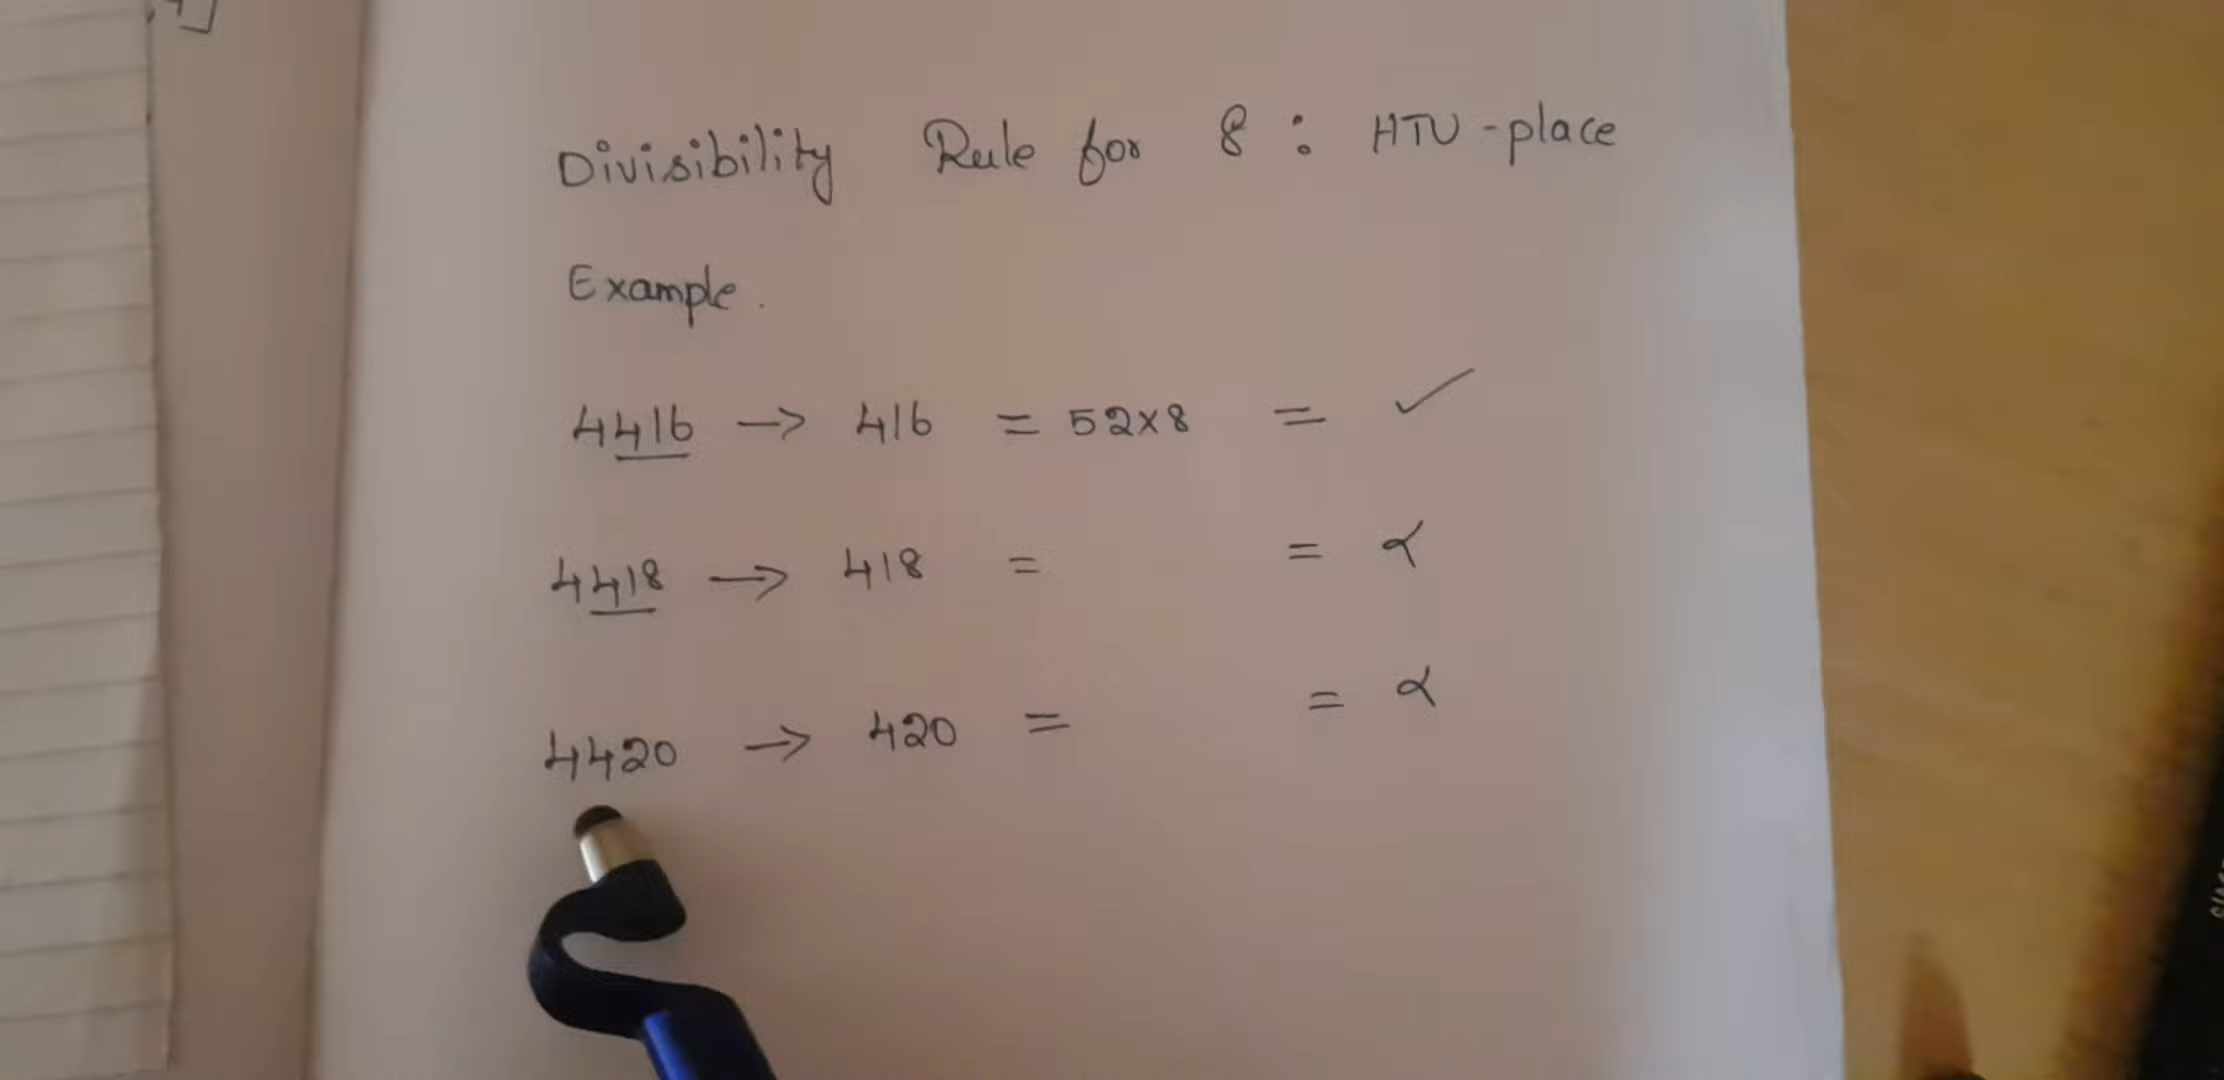 Divisibility Rule for 8 : HTU - place
Example.
4416 → 416 = 52×8 = ✓
4418 → 418 = = ✗
4420 → 420 = = ✗